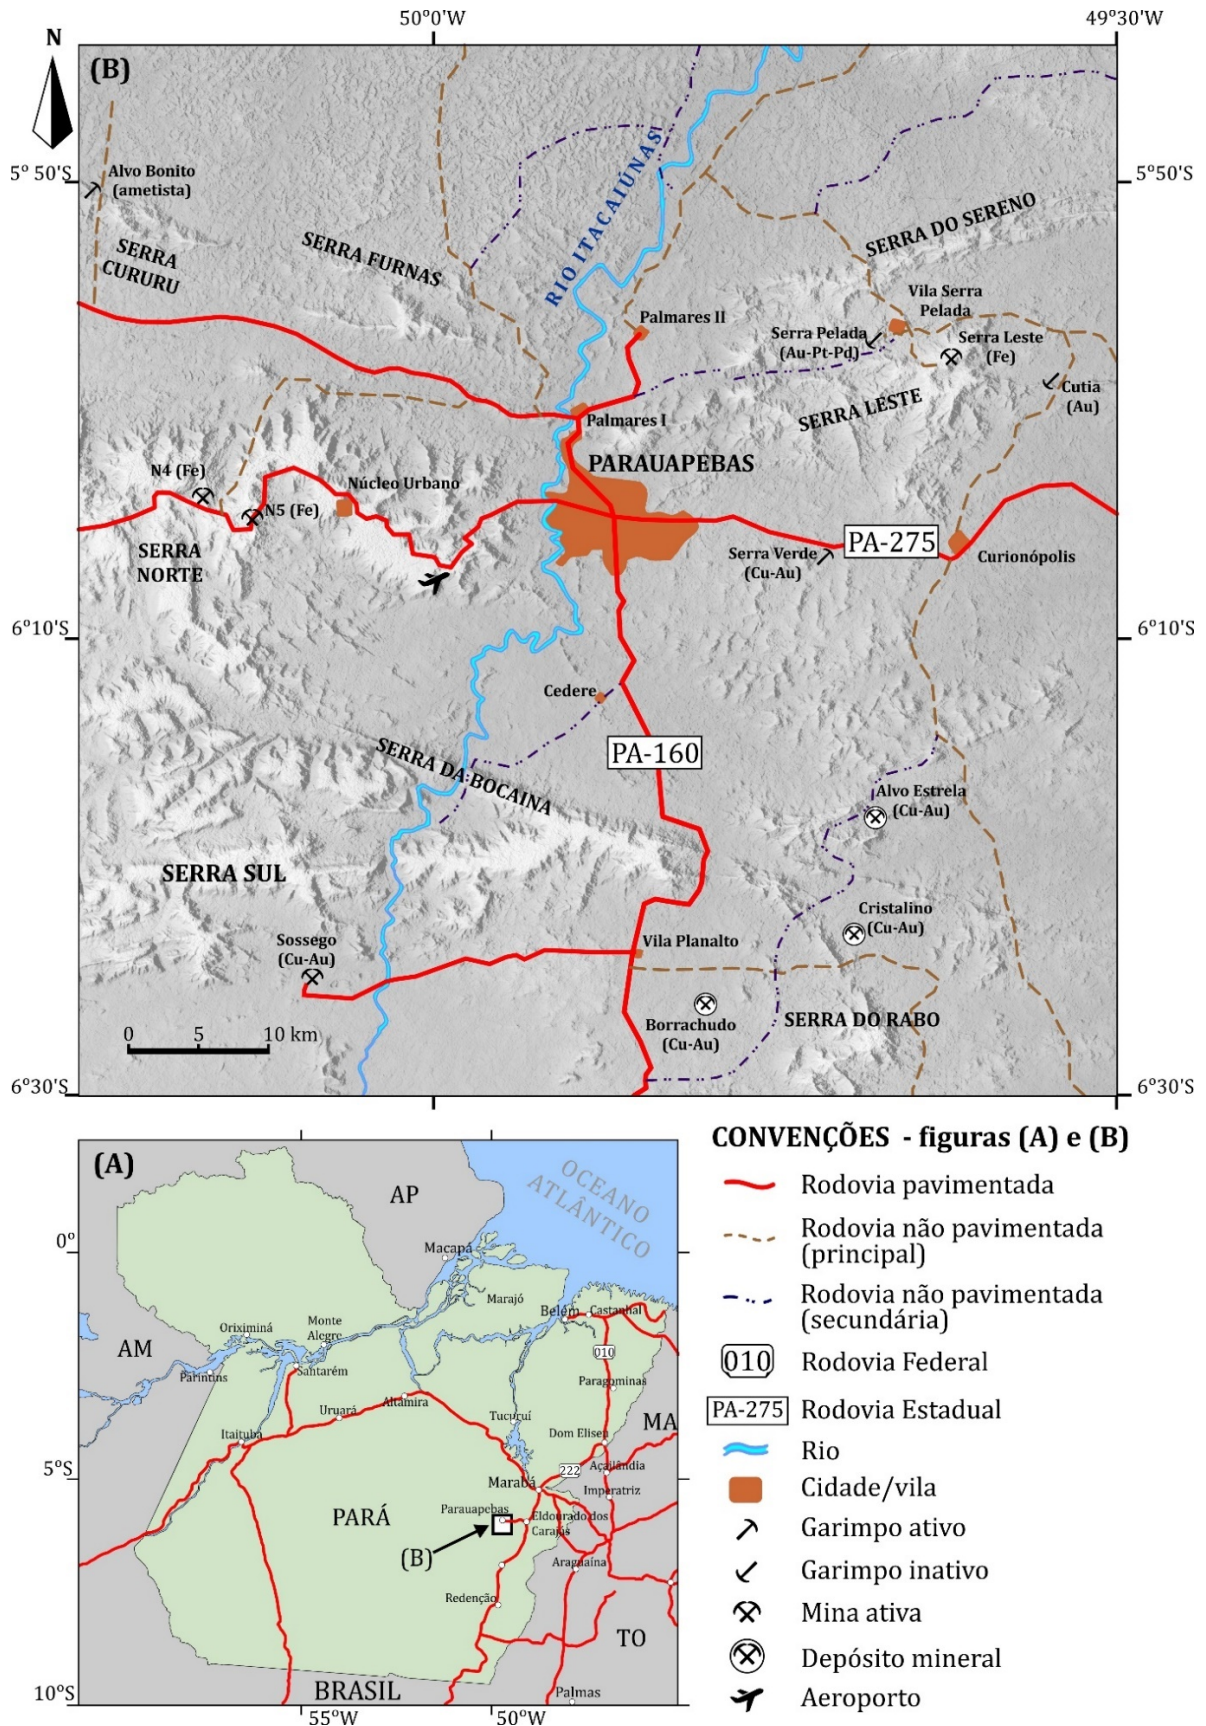 50°0'W
49°30'W
N
(B)
5°50'S
5°50'S
Alvo Bonito
(ametista)
SERRA
CURURU
SERRA FURNAS
RIO ITACAIÚNAS
SERRA DO SERENO
Vila Serra
Pelada
Palmares II
Serra Pelada
(Au-Pt-Pd)
Serra Leste
(Fe)
Cutia
(Au)
SERRA LESTE
Palmares I
PARAUAPEBAS
N4 (Fe)
Núcleo Urbano
N5 (Fe)
SERRA
NORTE
PA-275
Serra Verde
(Cu-Au)
Curionópolis
6°10'S
6°10'S
Cedere
SERRA DA BOCAINA
PA-160
Alvo Estrela
(Cu-Au)
SERRA SUL
Cristalino
(Cu-Au)
Sossego
(Cu-Au)
Vila Planalto
Borrachudo
(Cu-Au)
SERRA DO RABO
0 5 10 km
6°30'S
6°30'S
(A)
AP
OCEANO
ATLÂNTICO
0°
Macapá
Marajó
Belém
Castanhal
Oriximiná
Monte
Alegre
AM
Parintins
Santarém
010
Paragominas
Altamira
Uruará
Tucuruí
Itaituba
Dom Eliseu
MA
222
Açailândia
5°S
Marabá
Imperatriz
PARÁ
Parauapebas
Eldourado dos
Carajás
(B)
Araguaína
Redenção
TO
10°S
BRASIL
Palmas
55°W
50°W
CONVENÇÕES - figuras (A) e (B)
Rodovia pavimentada
Rodovia não pavimentada
(principal)
Rodovia não pavimentada
(secundária)
010 Rodovia Federal
PA-275 Rodovia Estadual
Rio
Cidade/vila
Garimpo ativo
Garimpo inativo
Mina ativa
Depósito mineral
Aeroporto